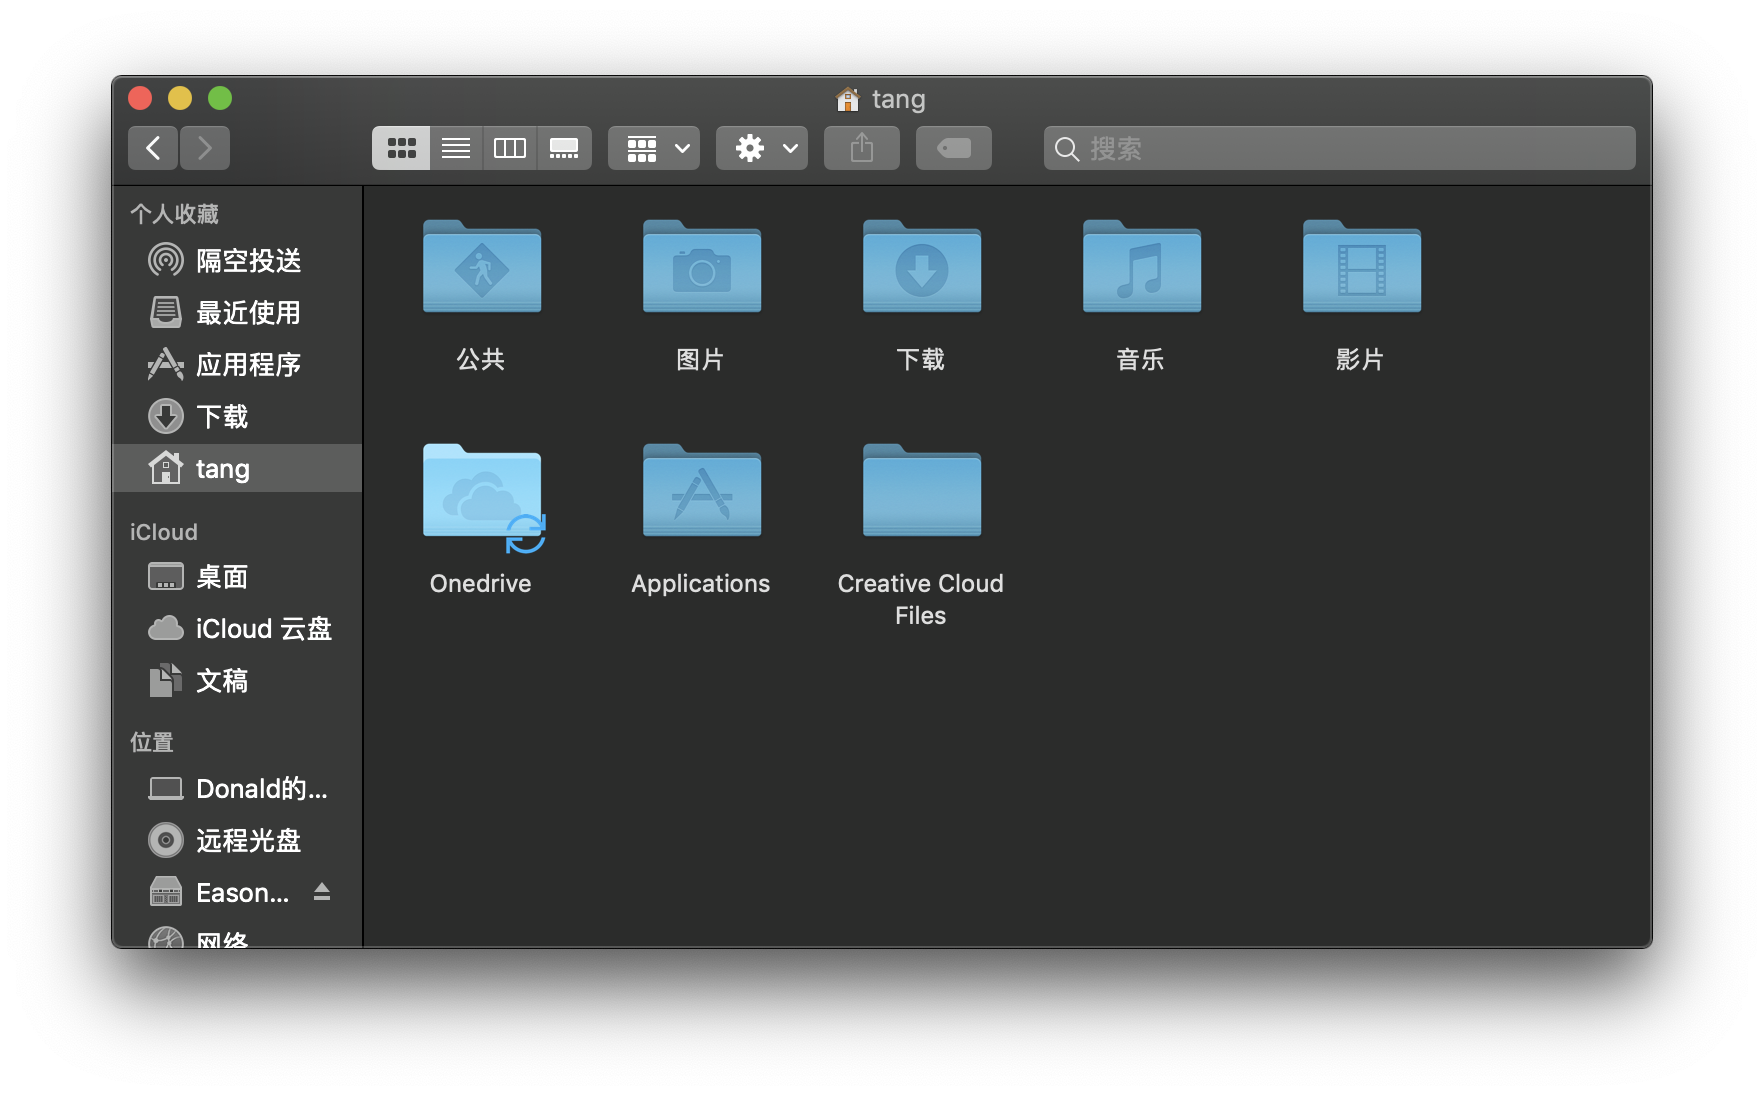 tang
搜索
个人收藏
隔空投送
最近使用
应用程序
下载
tang
iCloud
桌面
iCloud 云盘
文稿
位置
Donald的...
远程光盘
Eason...
网络
公共
图片
下载
音乐
影片
Onedrive
Applications
Creative Cloud
Files